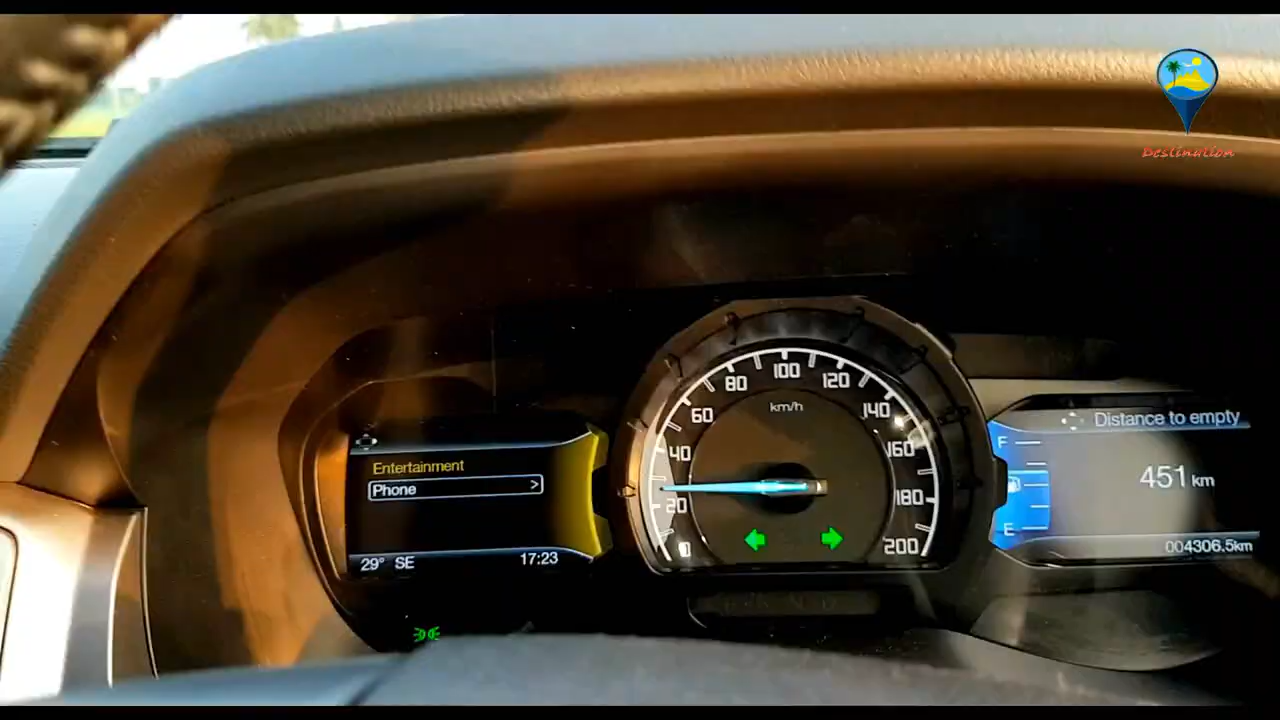 Destination
100
80
120
60
km/h
140
40
160
20
180
0
200
Entertainment
Phone >
29° SE 17:23
Distance to empty
F
451 km
E
004306.5km